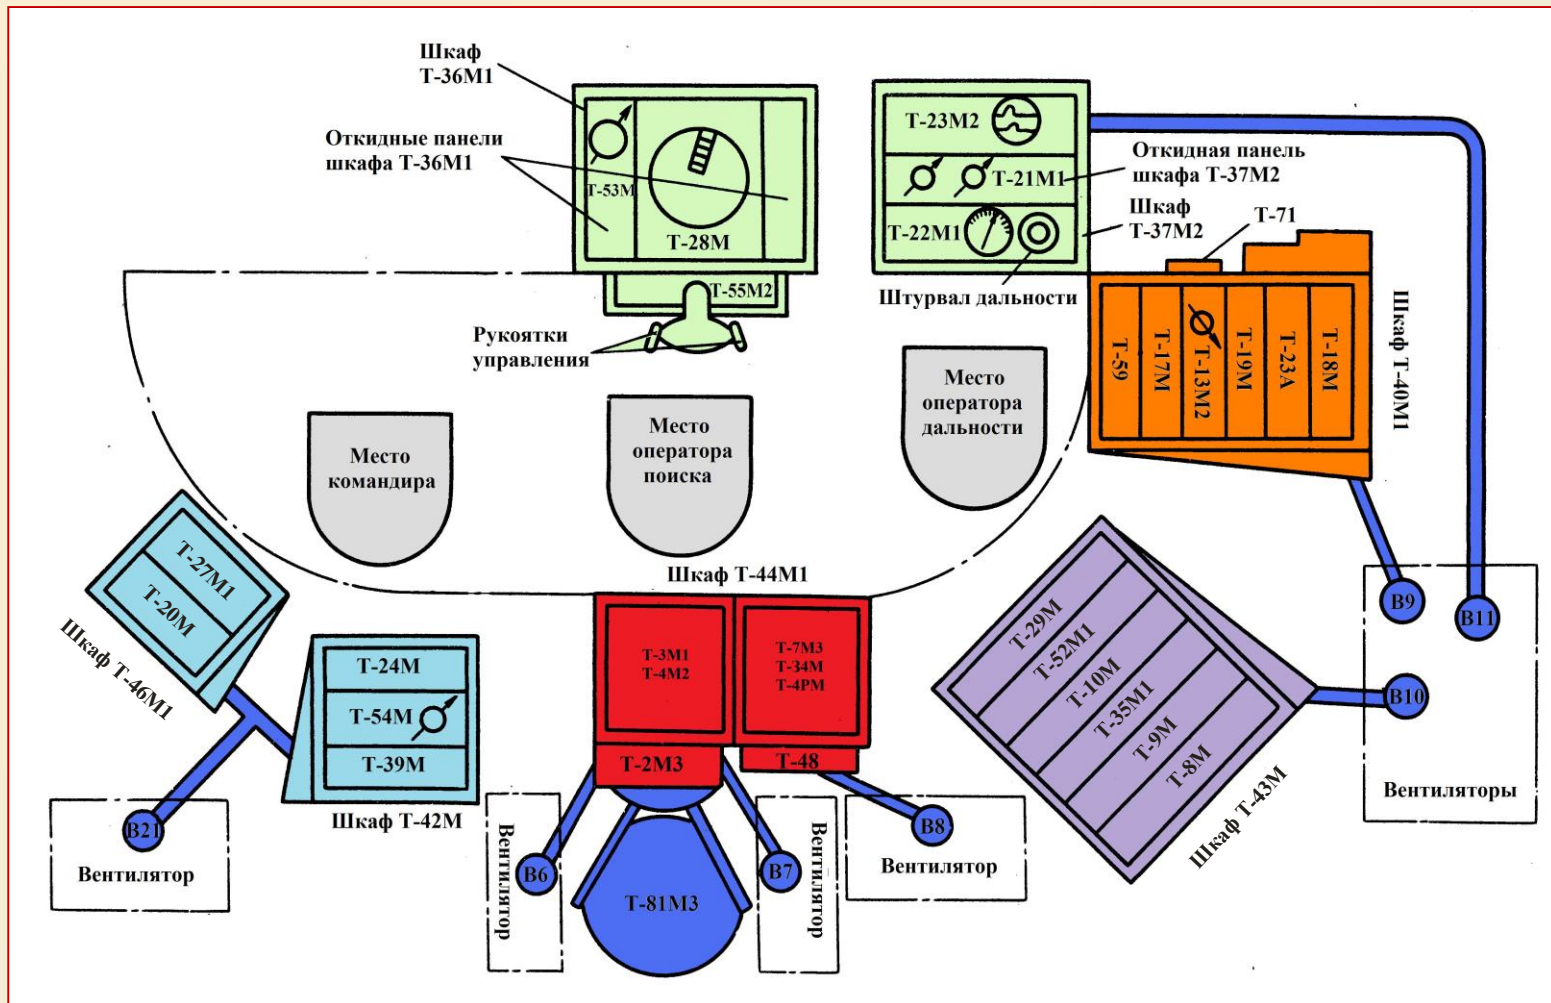 Шкаф
Т-36М1
Откидные панели
шкафа Т-36М1
Т-53М
Т-28М
Т-55М2
Рукоятки
управления
Т-23М2
Т-21М1
Т-22М1
Откидная панель
шкафа Т-37М2
Шкаф
Т-37М2
Т-71
Штурвал дальности
Т-59
Т-17М
Т-13М2
Т-19М
Т-23А
Т-18М
Шкаф Т-40М1
Место
командира
Место
оператора
поиска
Место
оператора
дальности
Т-27М1
Т-20М
Шкаф Т-46М1
Т-24М
Т-54М
Т-39М
Шкаф Т-42М
В21
Вентилятор
Шкаф Т-44М1
Т-3М1
Т-4М2
Т-7М3
Т-34М
Т-4РМ
Т-2М3
Т-48
Вентилятор
В6
Т-81М3
В7
Вентилятор
В8
Вентилятор
Т-29М
Т-52М1
Т-10М
Т-35М1
Т-9М
Т-8М
Шкаф Т-43М
В9
В11
В10
Вентиляторы